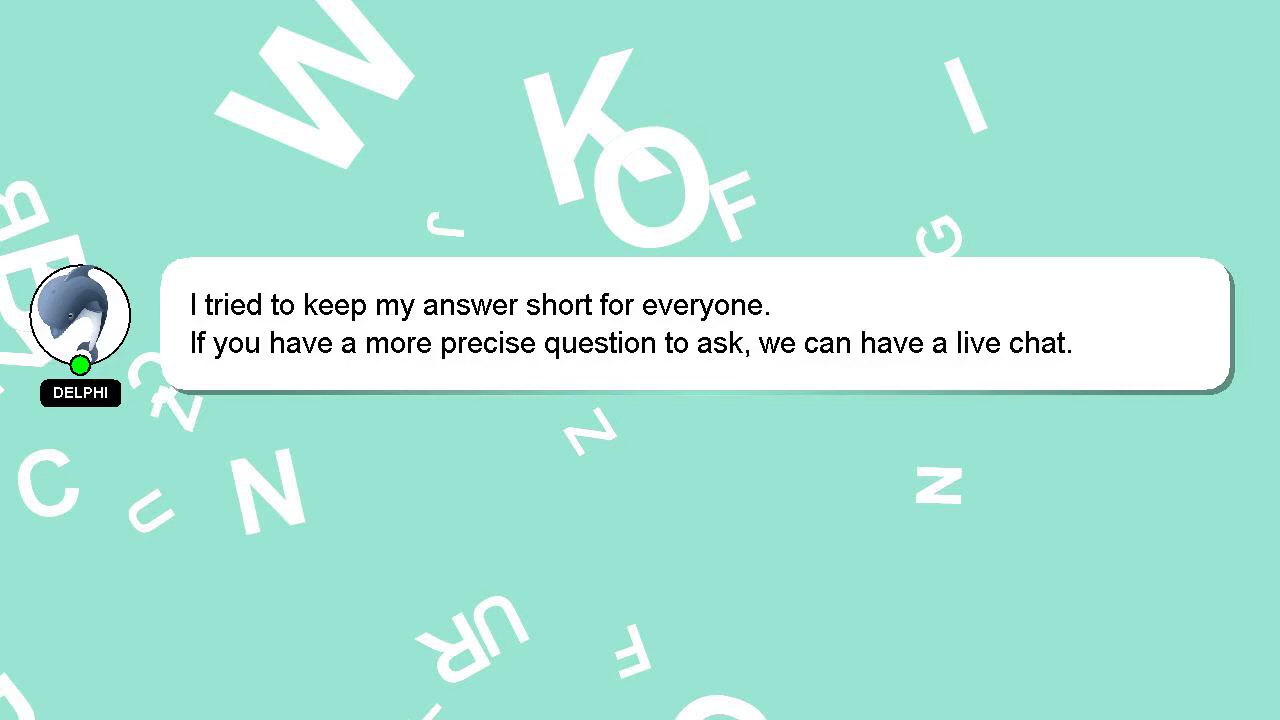 W
K
O
F
I
J
G
I tried to keep my answer short for everyone.
If you have a more precise question to ask, we can have a live chat.
DELPHI
C
U
N
N
N
U
R
F